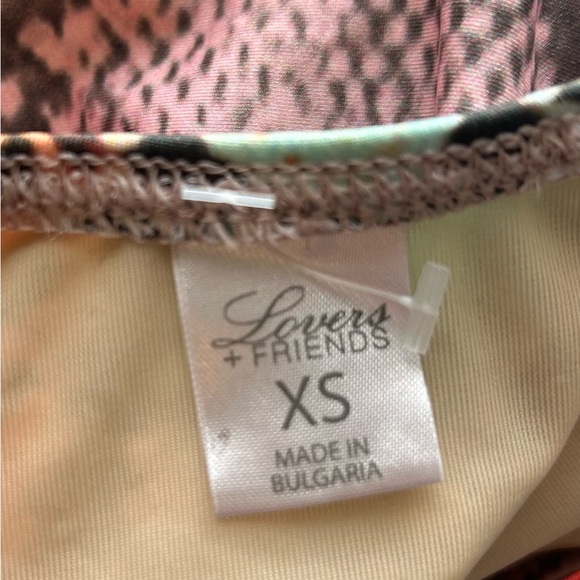 Lovers
+ FRIENDS
XS
MADE IN
BULGARIA